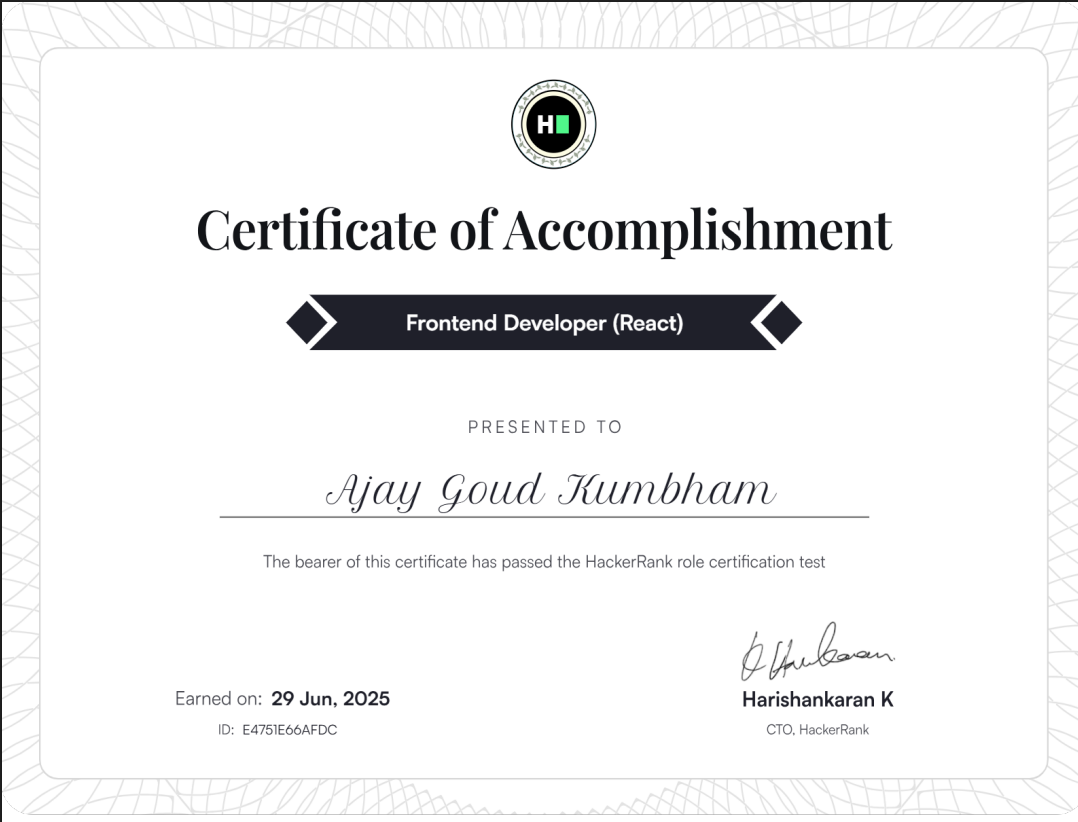 H
Certificate of Accomplishment
Frontend Developer (React)
PRESENTED TO
Ajay Goud Kumbham
The bearer of this certificate has passed the HackerRank role certification test
Earned on: 29 Jun, 2025
ID: E4751E66AFDC
Harishankaran K
CTO, HackerRank